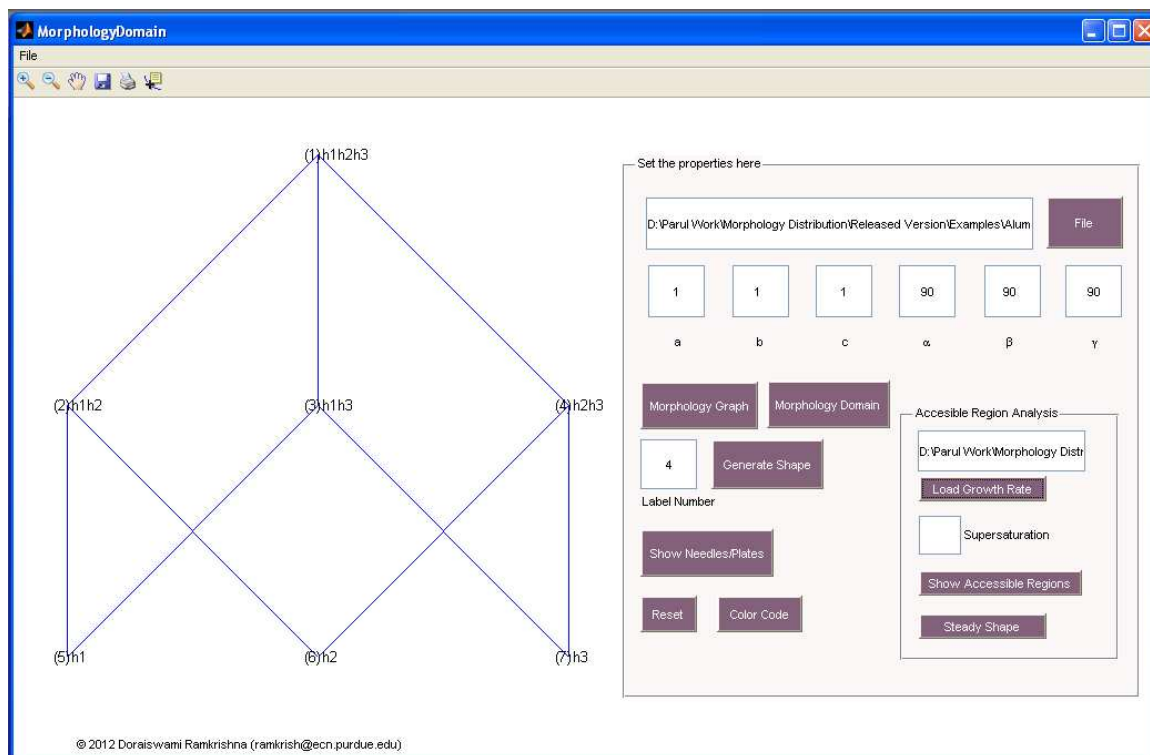 MorphologyDomain
File
(1)h1h2h3
(2)h1h2
(3)h1h3
(4)h2h3
(5)h1
(6)h2
(7)h3
© 2012 Doraiswami Ramkrishna (ramkrish@ecn.purdue.edu)
Set the properties here
D:\Parul Work\Morphology Distribution\Released Version\Examples\Alum
File
1 1 1 90 90 90
a b c α β γ
Morphology Graph
Morphology Domain
4
Generate Shape
Label Number
Show Needles/Plates
Reset
Color Code
Accesible Region Analysis
D:\Parul Work\Morphology Distr
Load Growth Rate
Supersaturation
Show Accessible Regions
Steady Shape